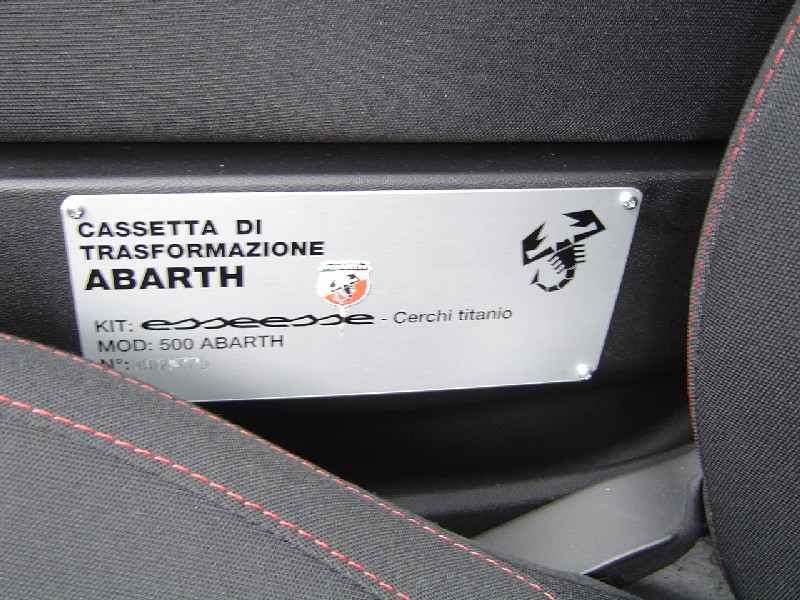 CASSETTA DI
TRASFORMAZIONE
ABARTH
KIT: esseesse - Cerchi titanio
MOD: 500 ABARTH
N°: